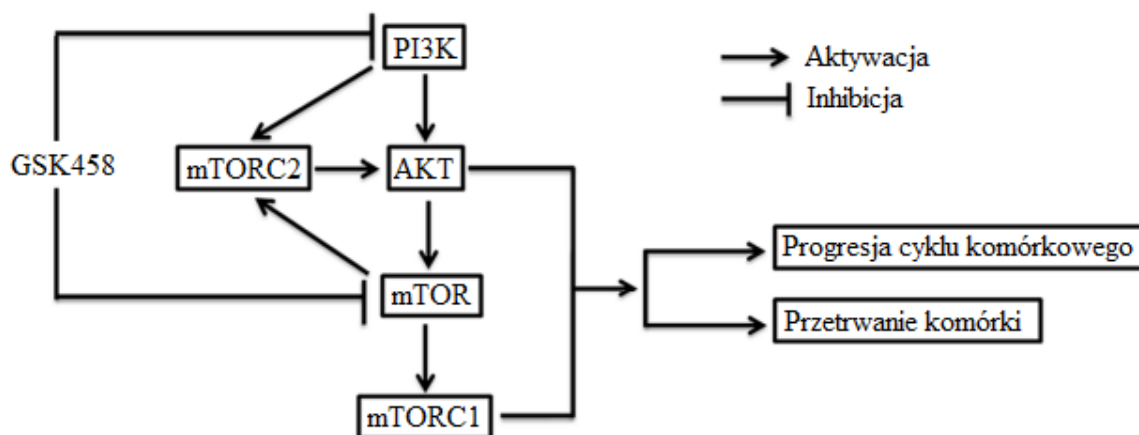 PI3K
Aktywacja
Inhibicja
GSK458
mTORC2
AKT
Progresja cyklu komórkowego
mTOR
Przetrwanie komórki
mTORC1